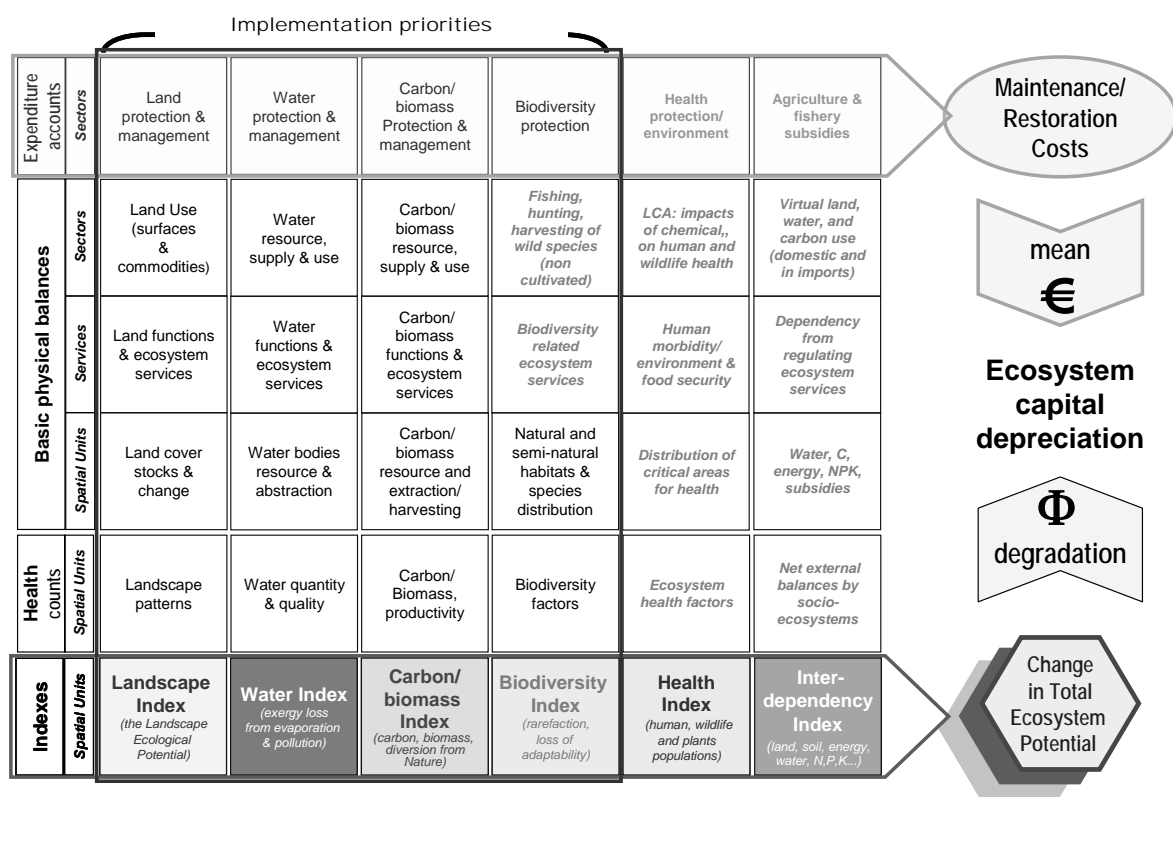 Implementation priorities
Expenditure
accounts
Sectors
Land
protection &
management
Water
protection &
management
Carbon/
biomass
Protection &
management
Biodiversity
protection
Health
protection/
environment
Agriculture &
fishery
subsidies
Maintenance/
Restoration
Costs
Basic physical balances
Sectors
Land Use
(surfaces
&
commodities)
Water
resource,
supply & use
Carbon/
biomass
resource,
supply & use
Fishing,
hunting,
harvesting of
wild species
(non
cultivated)
LCA: impacts
of chemical,,
on human and
wildlife health
Virtual land,
water, and
carbon use
(domestic and
in imports)
mean
€
Services
Land functions
& ecosystem
services
Water
functions &
ecosystem
services
Carbon/
biomass
functions &
ecosystem
services
Biodiversity
related
ecosystem
services
Human
morbidity/
environment &
food security
Dependency
from
regulating
ecosystem
services
Ecosystem
capital
depreciation
Spatial Units
Land cover
stocks &
change
Water bodies
resource &
abstraction
Carbon/
biomass
resource and
extraction/
harvesting
Natural and
semi-natural
habitats &
species
distribution
Distribution of
critical areas
for health
Water, C,
energy, NPK,
subsidies
Φ
degradation
Health
counts
Spatial Units
Landscape
patterns
Water quantity
& quality
Carbon/
Biomass,
productivity
Biodiversity
factors
Ecosystem
health factors
Net external
balances by
socio-
ecosystems
Indexes
Spatial Units
Landscape
Index
(the Landscape
Ecological
Potential)
Water Index
(exergy loss
from evaporation
& pollution)
Carbon/
biomass
Index
(carbon, biomass,
diversion from
Nature)
Biodiversity
Index
(rarefaction,
loss of
adaptability)
Health
Index
(human, wildlife
and plants
populations)
Inter-
dependency
Index
(land, soil, energy,
water, N,P,K...)
Change
in Total
Ecosystem
Potential